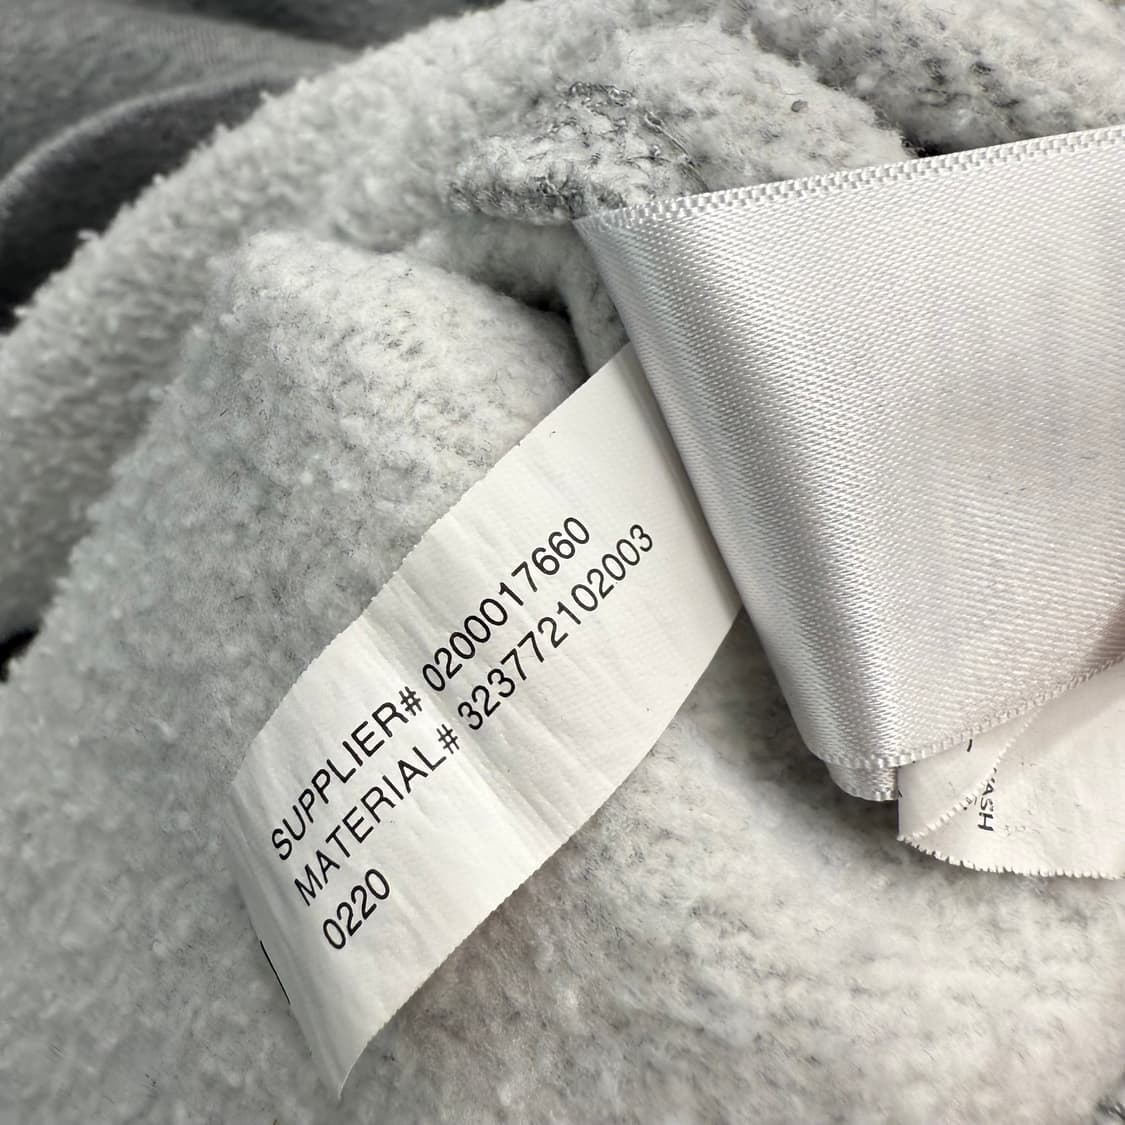 SUPPLIER# 0200017660
MATERIAL# 323772102003
0220